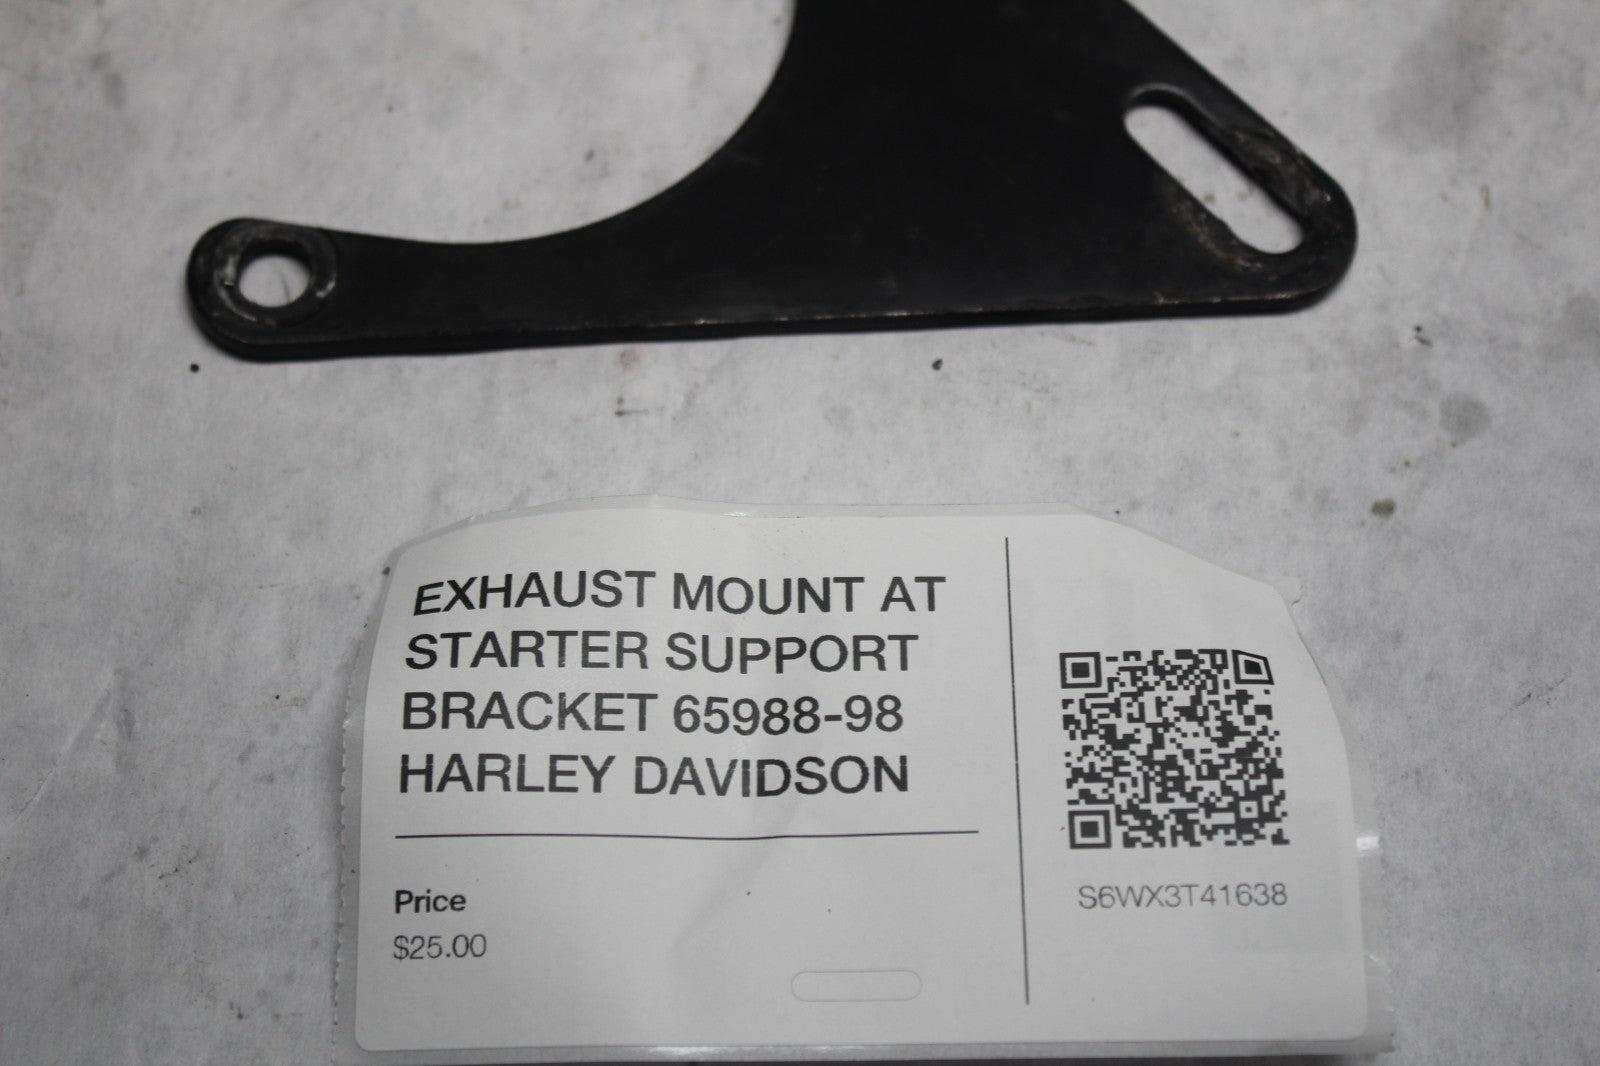 EXHAUST MOUNT AT
STARTER SUPPORT
BRACKET 65988-98
HARLEY DAVIDSON
Price
$25.00
S6WX3T41638